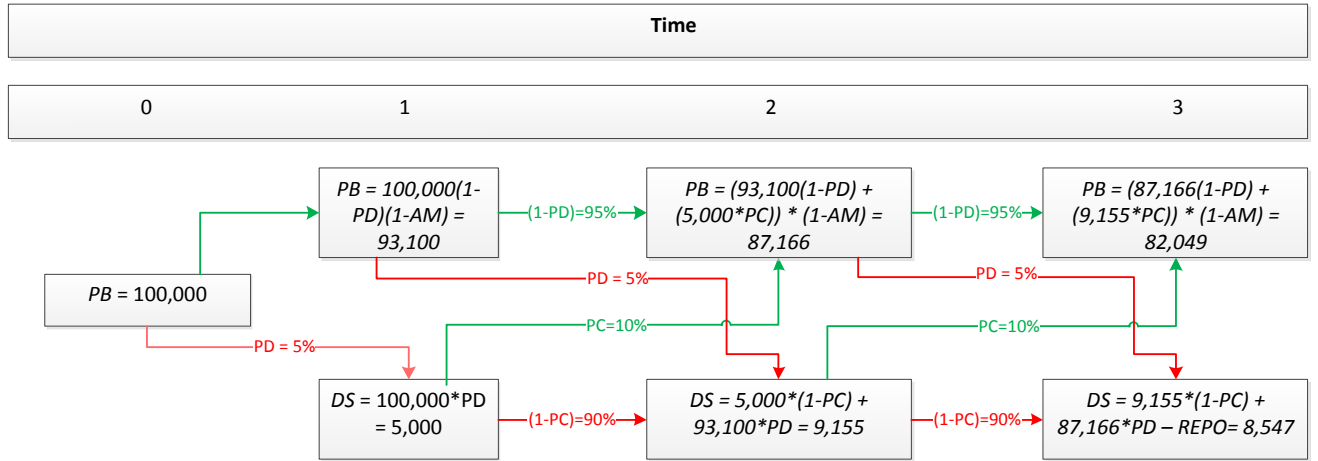 Time
0
1
2
3
PB = 100,000(1-
PD)(1-AM) =
93,100
(1-PD)=95%
PB = (93,100(1-PD) +
(5,000*PC)) * (1-AM) =
87,166
(1-PD)=95%
PB = (87,166(1-PD) +
(9,155*PC)) * (1-AM) =
82,049
PB = 100,000
PD = 5%
PD = 5%
PC=10%
PC=10%
PD = 5%
DS = 100,000*PD
= 5,000
(1-PC)=90%
DS = 5,000*(1-PC) +
93,100*PD = 9,155
(1-PC)=90%
DS = 9,155*(1-PC) +
87,166*PD – REPO= 8,547